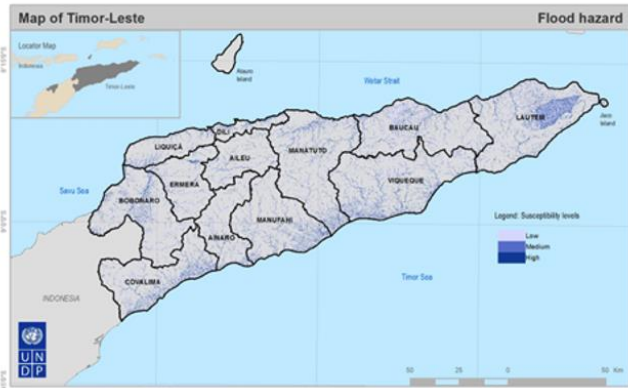 Map of Timor-Leste
Flood hazard
Locator Map
Indonesia
Timor Leste
Atauro
Island
Wetar Strait
Jaco
Island
LAUTEM
BAUCAU
DILI
MANATUTO
LIQUIÇÁ
AILEU
ERMERA
VIQUEQUE
Savu Sea
BOBONARO
MANUFAHI
AINARO
Legend: Susceptibility levels
Low
Medium
High
Timor Sea
COVALIMA
INDONESIA
U N
D P
50 25 0 50 Km